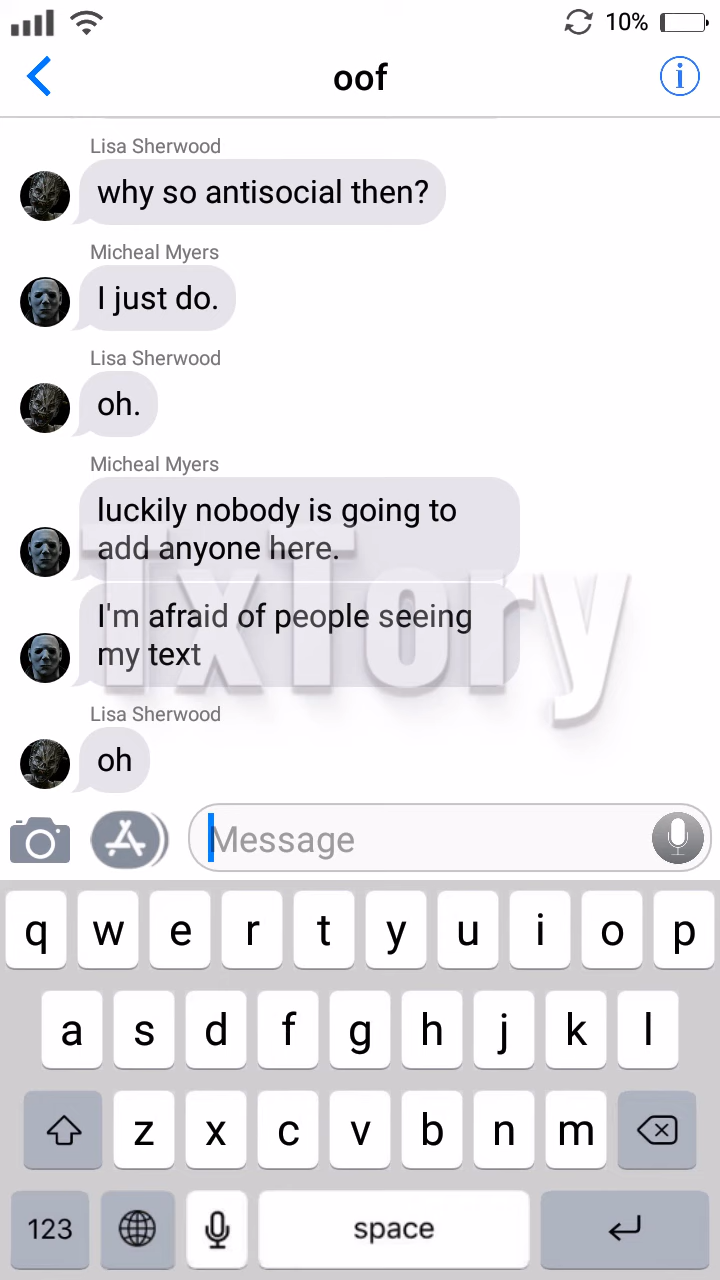 10%
oof
i
Lisa Sherwood
why so antisocial then?
Micheal Myers
I just do.
Lisa Sherwood
oh.
Micheal Myers
luckily nobody is going to
add anyone here.
I'm afraid of people seeing
my text
TxTory
Lisa Sherwood
oh
Message
q w e r t y u i o p
a s d f g h j k l
z x c v b n m
123 space